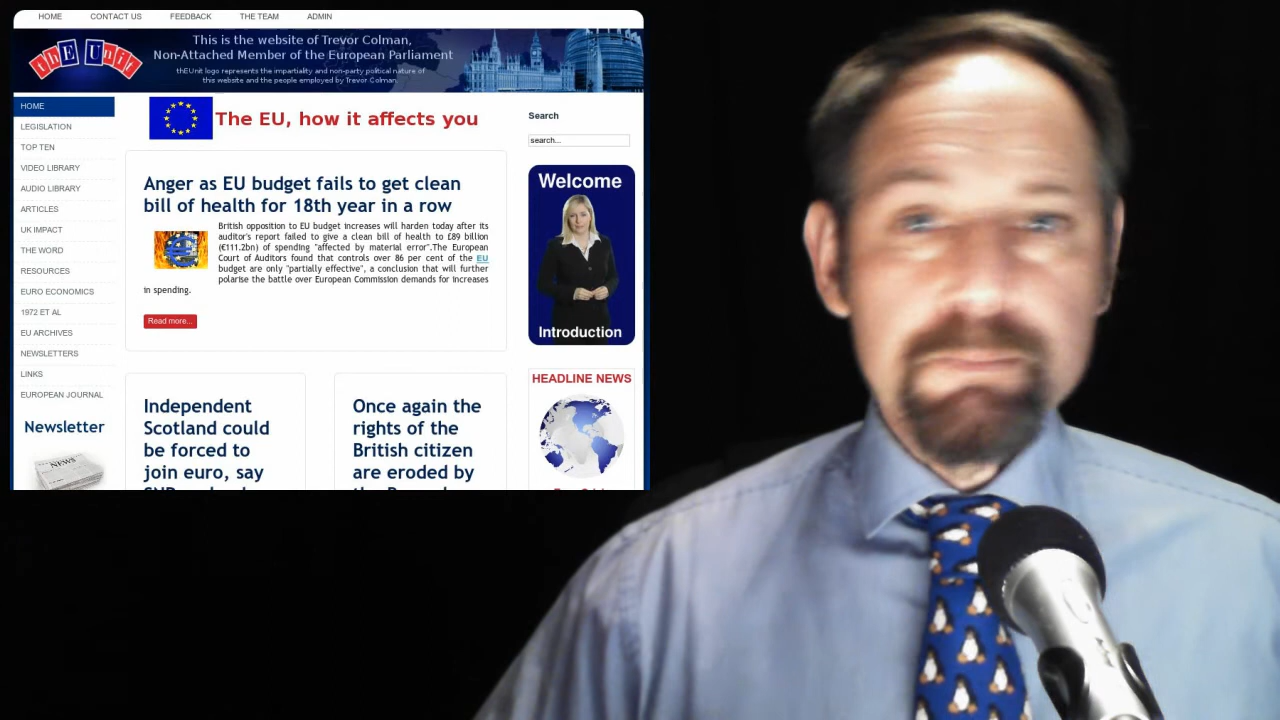 HOME CONTACT US FEEDBACK THE TEAM ADMIN
thEUnit
This is the website of Trevor Colman,
Non-Attached Member of the European Parliament
thEUnit logo represents the impartiality and non-party political nature of
this website and the people employed by Trevor Colman.
HOME
LEGISLATION
TOP TEN
VIDEO LIBRARY
AUDIO LIBRARY
ARTICLES
UK IMPACT
THE WORD
RESOURCES
EURO ECONOMICS
1972 ET AL
EU ARCHIVES
NEWSLETTERS
LINKS
EUROPEAN JOURNAL
Newsletter
NEWS
The EU, how it affects you
Anger as EU budget fails to get clean
bill of health for 18th year in a row
British opposition to EU budget increases will harden today after its
auditor's report failed to give a clean bill of health to £89 billion
(€111.2bn) of spending "affected by material error".The European
Court of Auditors found that controls over 86 per cent of the EU
budget are only "partially effective", a conclusion that will further
polarise the battle over European Commission demands for increases
in spending.
Read more...
Independent
Scotland could
be forced to
join euro, say
Once again the
rights of the
British citizen
are eroded by
Search
search...
Welcome
Introduction
HEADLINE NEWS